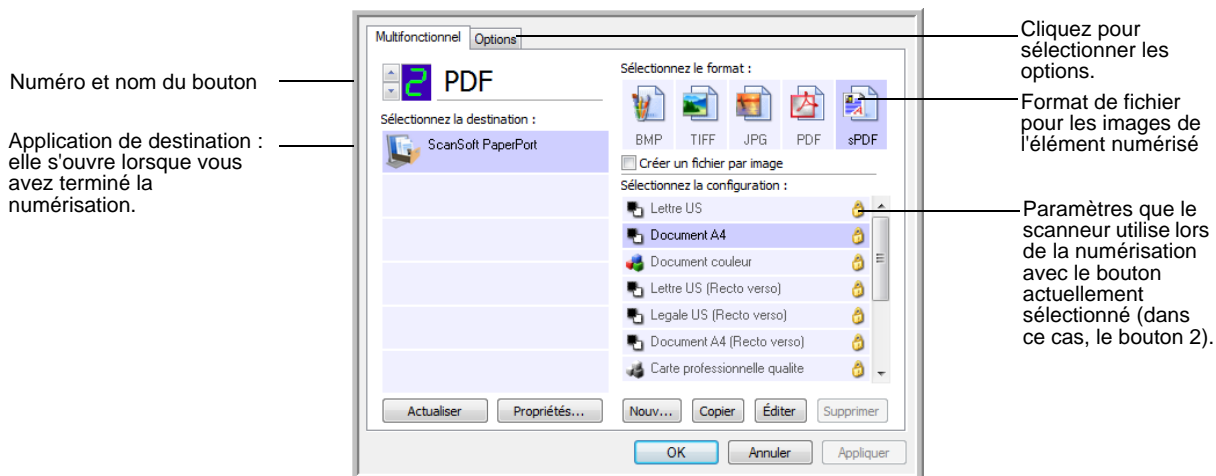 Numéro et nom du bouton
Application de destination :
elle s'ouvre lorsque vous
avez terminé la
numérisation.
Multifonctionnel
Options
2
PDF
Sélectionnez la destination :
ScanSoft PaperPort
Actualiser
Propriétés...
Sélectionnez le format :
BMP
TIFF
JPG
PDF
sPDF
Créer un fichier par image
Sélectionnez la configuration :
Lettre US
Document A4
Document couleur
Lettre US (Recto verso)
Legale US (Recto verso)
Document A4 (Recto verso)
Carte professionnelle qualite
Nouv...
Copier
Éditer
Supprimer
OK
Annuler
Appliquer
Cliquez pour
sélectionner les
options.
Format de fichier
pour les images de
l'élément numérisé
Paramètres que le
scanneur utilise lors
de la numérisation
avec le bouton
actuellement
sélectionné (dans
ce cas, le bouton 2).